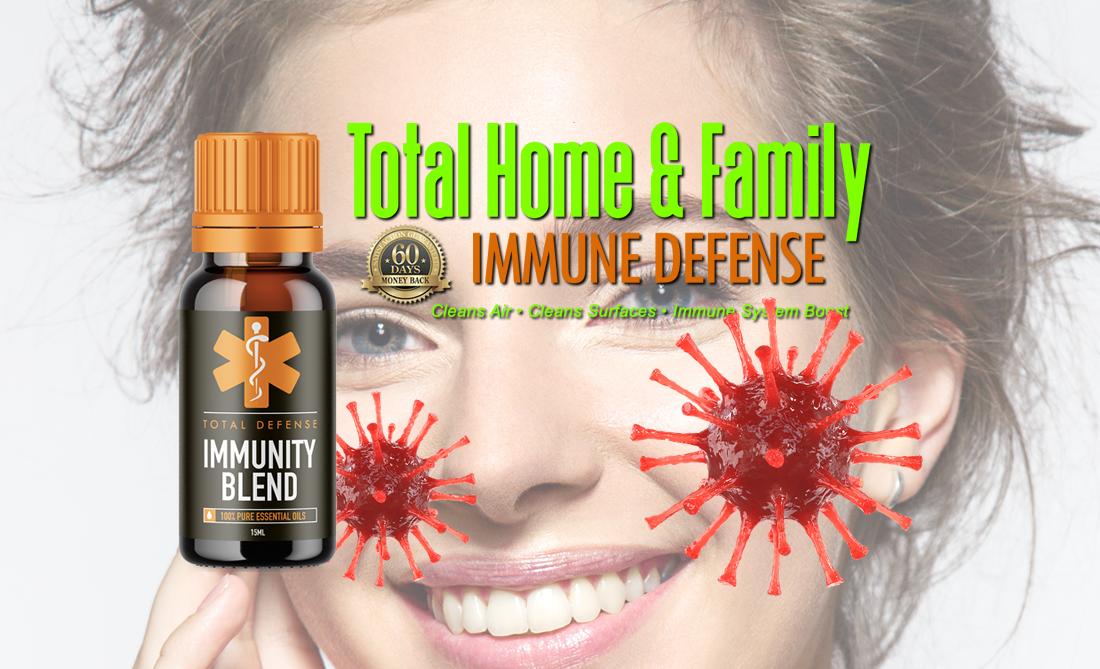 Total Home & Family
60
DAYS
MONEY BACK
IMMUNE DEFENSE
Cleans Air • Cleans Surfaces • Immune System Boost
TOTAL DEFENSE
IMMUNITY
BLEND
100% PURE ESSENTIAL OILS
15ML